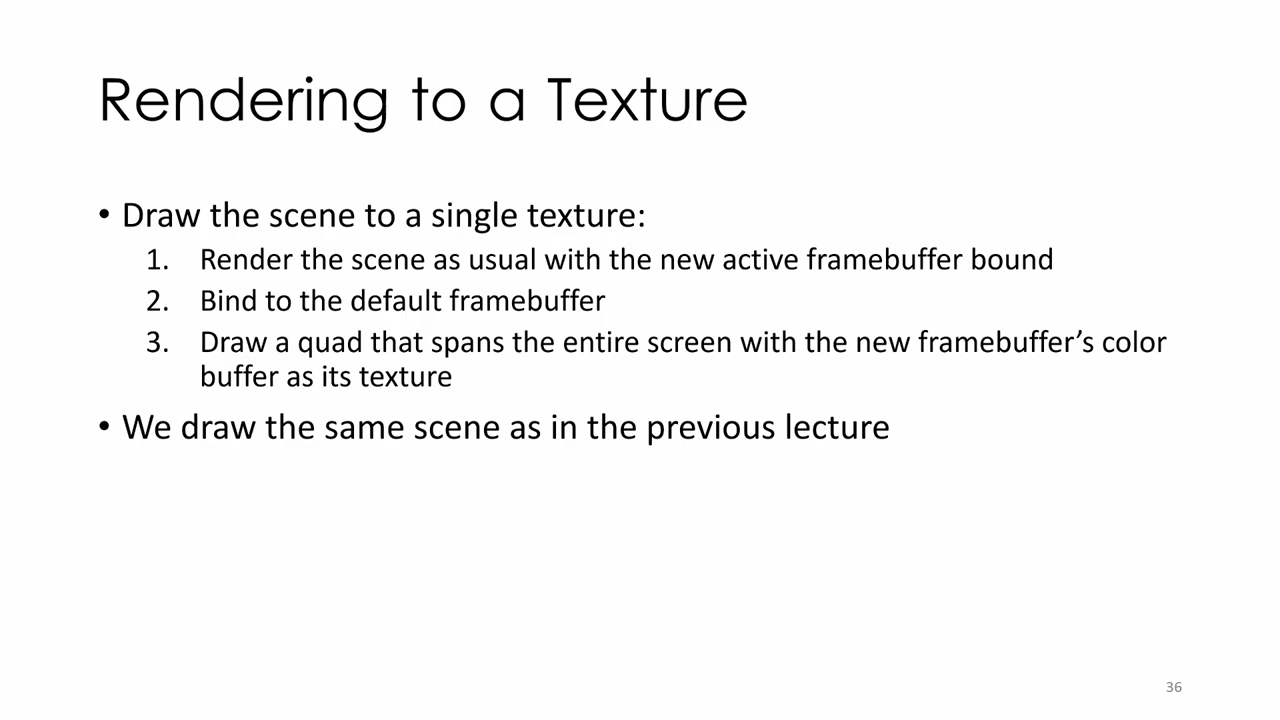 Rendering to a Texture
• Draw the scene to a single texture:
1. Render the scene as usual with the new active framebuffer bound
2. Bind to the default framebuffer
3. Draw a quad that spans the entire screen with the new framebuffer’s color
buffer as its texture
• We draw the same scene as in the previous lecture
36